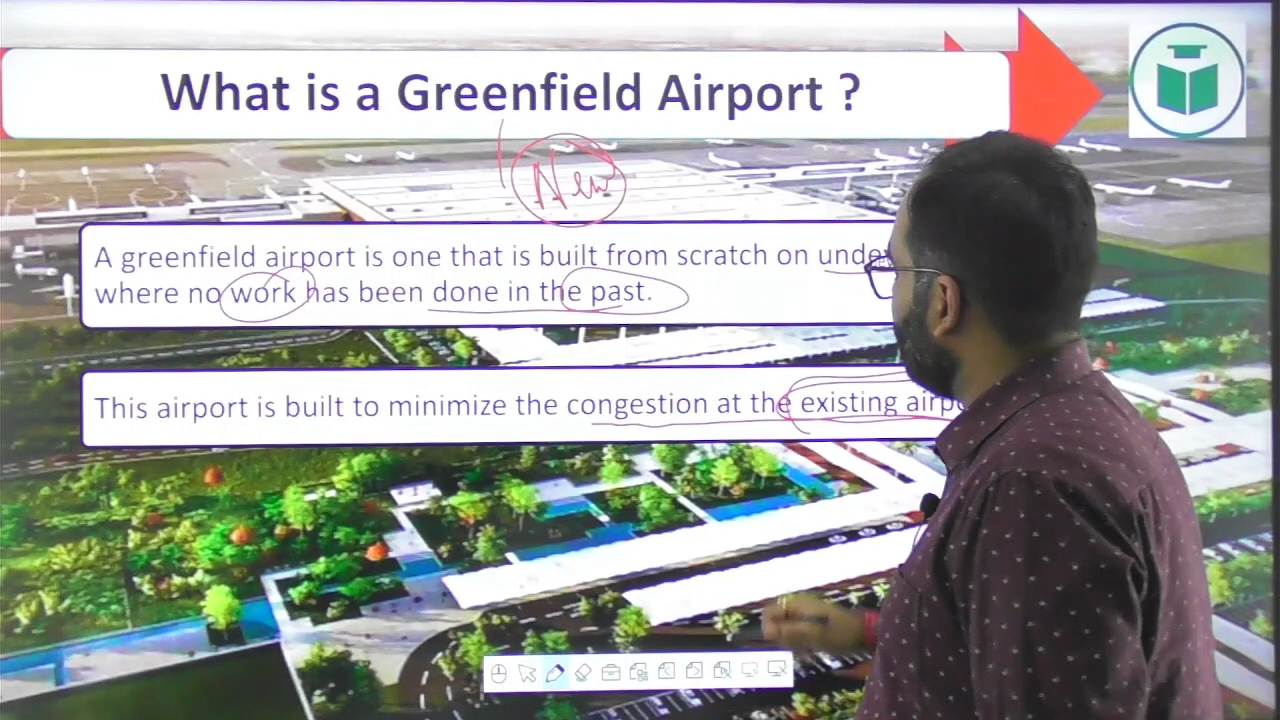 What is a Greenfield Airport ?
New
A greenfield airport is one that is built from scratch on
where no work has been done in the past.
This airport is built to minimize the congestion at the existing